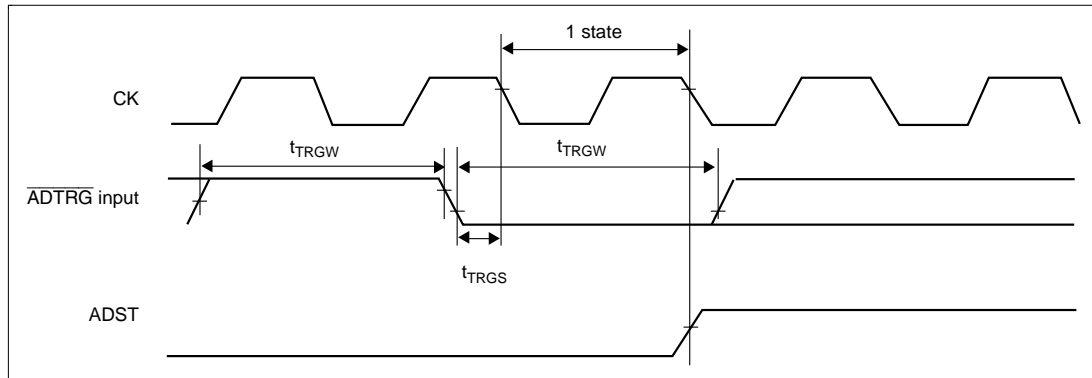 1 state
CK
tTRGW
tTRGW
ADTRG input
tTRGS
ADST